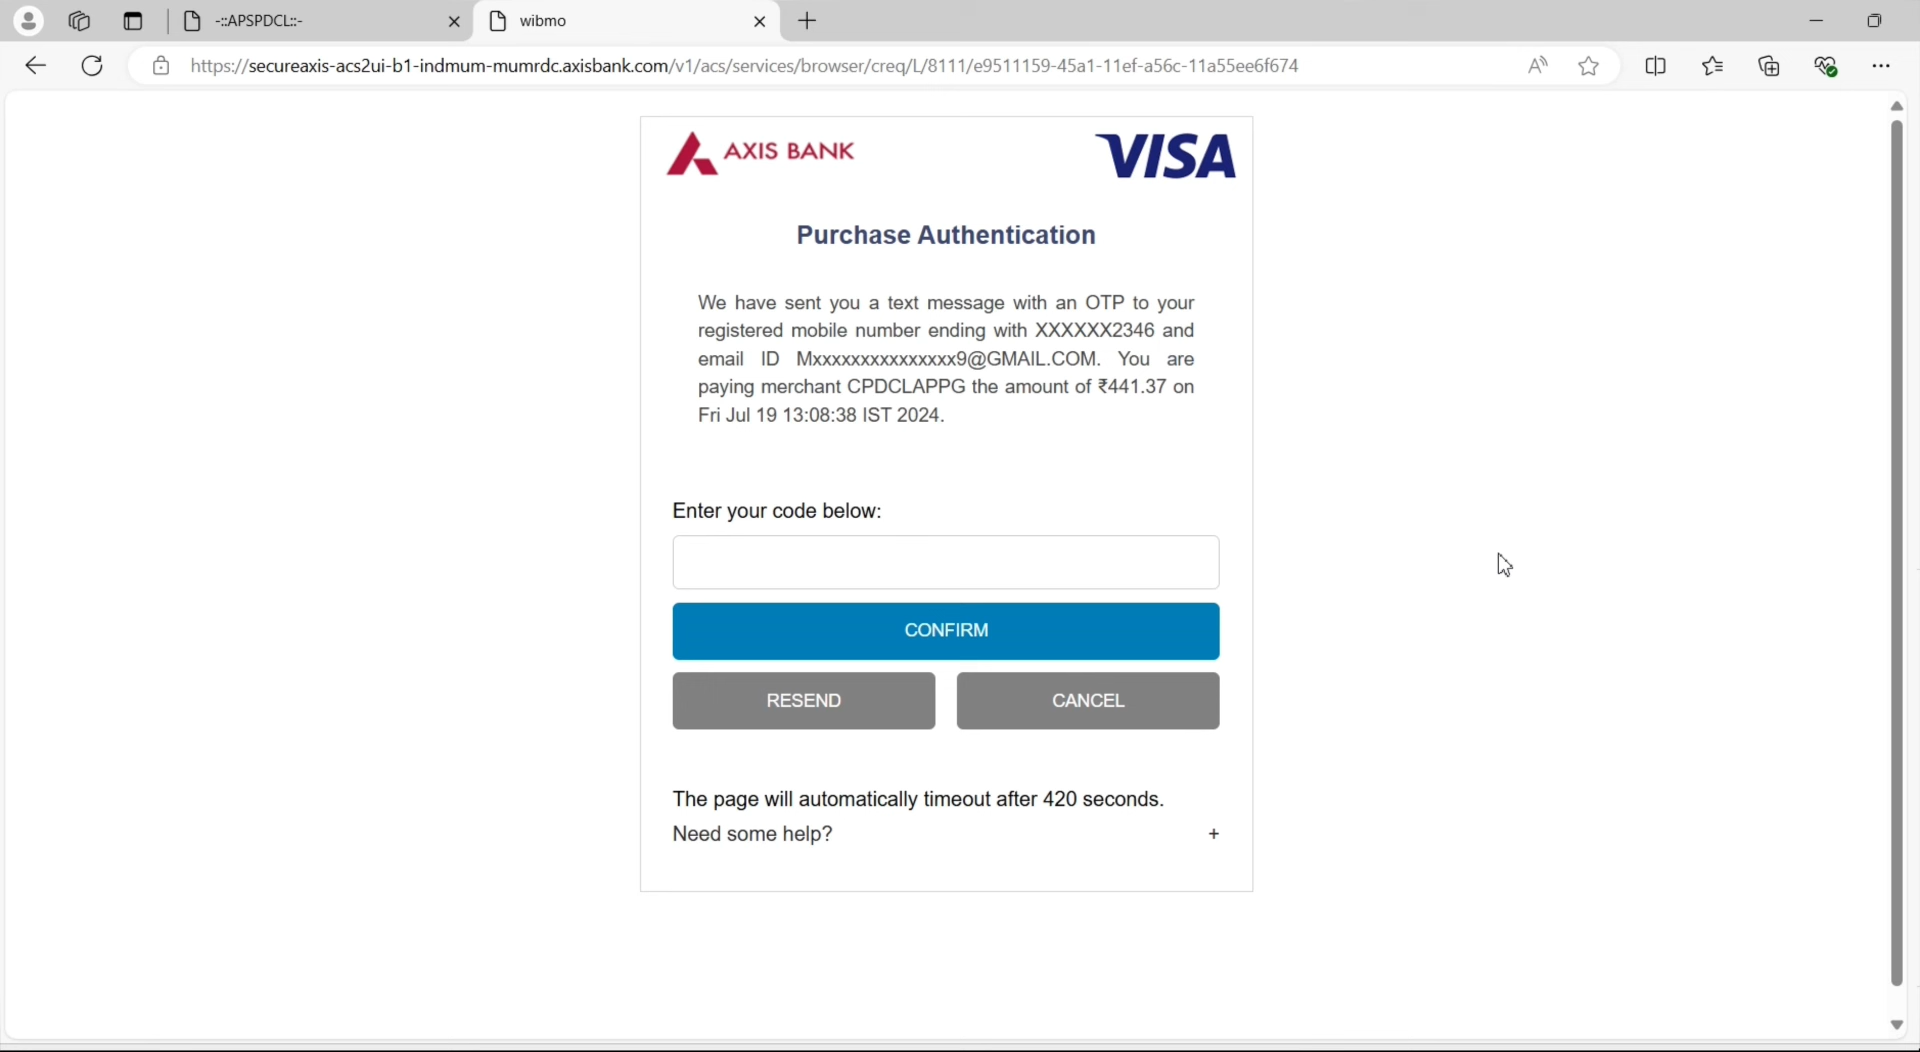 -::APSPDCL::-
wibmo
https://secureaxis-acs2ui-b1-indmum-mumrdc.axisbank.com/v1/acs/services/browser/creq/L/8111/e9511159-45a1-11ef-a56c-11a55ee6f674
AXIS BANK
VISA
Purchase Authentication
We have sent you a text message with an OTP to your
registered mobile number ending with XXXXXX2346 and
email ID Mxxxxxxxxxxxxxxx9@GMAIL.COM. You are
paying merchant CPDCLAPPG the amount of ₹441.37 on
Fri Jul 19 13:08:38 IST 2024.
Enter your code below:
CONFIRM
RESEND CANCEL
The page will automatically timeout after 420 seconds.
Need some help? +